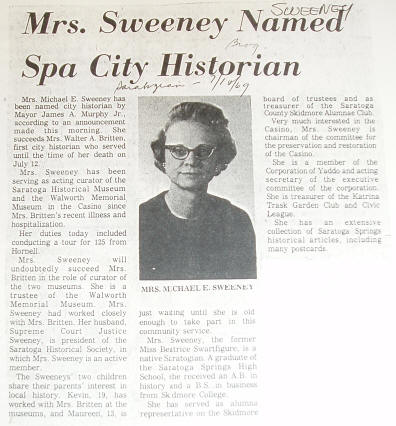 SWEENEY
Mrs. Sweeney Named
Biog.
Spa City Historian
Saratogian 9/10/69
Mrs. Michael E. Sweeney has
been named city historian by
Mayor James A. Murphy Jr.,
according to an announcement
made this morning. She
succeeds Mrs. Walter A. Britten,
first city historian who served
until the time of her death on
July 12.
Mrs. Sweeney has been
serving as acting curator of the
Saratoga Historical Museum
and the Walworth Memorial
Museum in the Casino since
Mrs. Britten's recent illness and
hospitalization.
Her duties today included
conducting a tour for 125 from
Hornell.
Mrs. Sweeney will
undoubtedly succeed Mrs.
Britten in the role of curator of
the two museums. She is a
trustee of the Walworth
Memorial Museum. Mrs.
Sweeney had worked closely
with Mrs. Britten. Her husband,
Supreme Court Justice
Sweeney, is president of the
Saratoga Historical Society, in
which Mrs. Sweeney is an active
member.
The Sweeneys' two children
share their parents' interest in
local history. Kevin, 19, has
worked with Mrs. Britten at the
museums, and Maureen, 13, is
MRS. MICHAEL E. SWEENEY
just waiting until she is old
enough to take part in this
community service.
Mrs. Sweeney, the former
Miss Beatrice Swartfigure, is a
native Saratogian. A graduate of
the Saratoga Springs High
School, she received an A.B. in
history and a B.S. in business
from Skidmore College.
She has served as alumna
representative on the Skidmore
board of trustees and as
treasurer of the Saratoga
County Skidmore Alumnae Club.
Very much interested in the
Casino, Mrs. Sweeney is
chairman of the committee for
the preservation and restoration
of the Casino.
She is a member of the
Corporation of Yaddo and acting
secretary of the executive
committee of the corporation.
She is treasurer of the Katrina
Trask Garden Club and Civic
League.
She has an extensive
collection of Saratoga Springs
historical articles, including
many postcards.